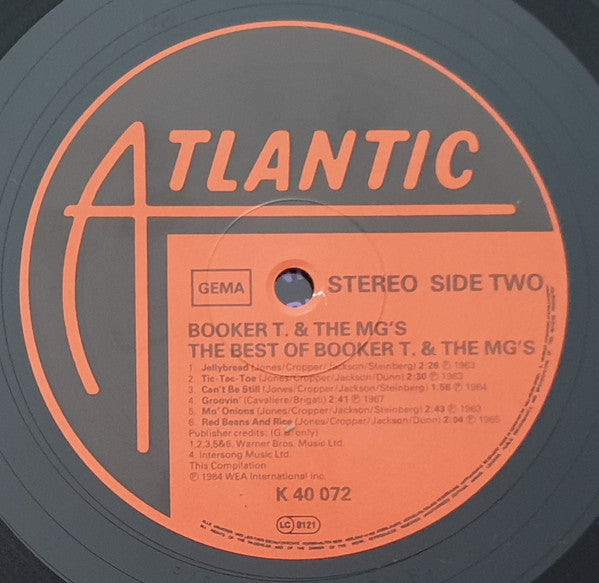 ATLANTIC
GEMA
STEREO SIDE TWO
BOOKER T. & THE MG'S
THE BEST OF BOOKER T. & THE MG'S
1. Jellybread (Jones/Cropper/Jackson/Steinberg) 2:26 Ⓟ 1963
2. Tic-Tac-Toe (Jones/Cropper/Jackson/Dunn) 2:30 Ⓟ 1963
3. Can't Be Still (Jones/Cropper/Jackson/Steinberg) 1:56 Ⓟ 1964
4. Groovin' (Cavaliere/Brigati) 2:41 Ⓟ 1967
5. Mo' Onions (Jones/Cropper/Jackson/Steinberg) 2:43 Ⓟ 1963
6. Red Beans And Rice (Jones/Cropper/Jackson/Dunn) 2:04 Ⓟ 1965
Publisher credits: (G.B. only)
1,2,3,5&6. Warner Bros. Music Ltd.
4. Intersong Music Ltd.
This Compilation
Ⓟ 1984 WEA International Inc.
K 40 072
LC 0121